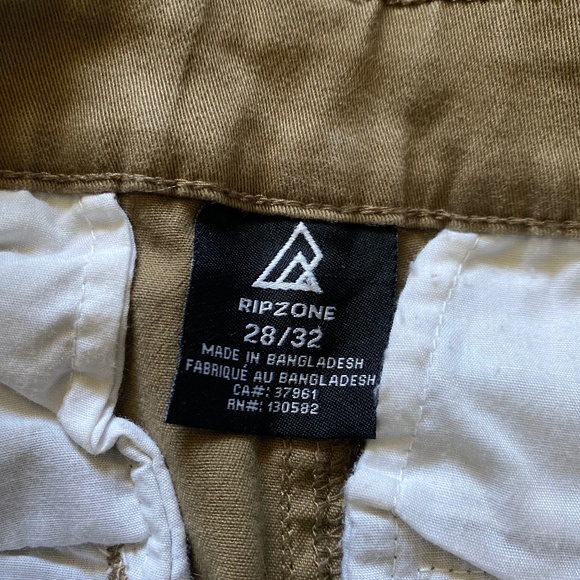 RIPZONE
28/32
MADE IN BANGLADESH
FABRIQUÉ AU BANGLADESH
CA#: 37961
RN#: 130582